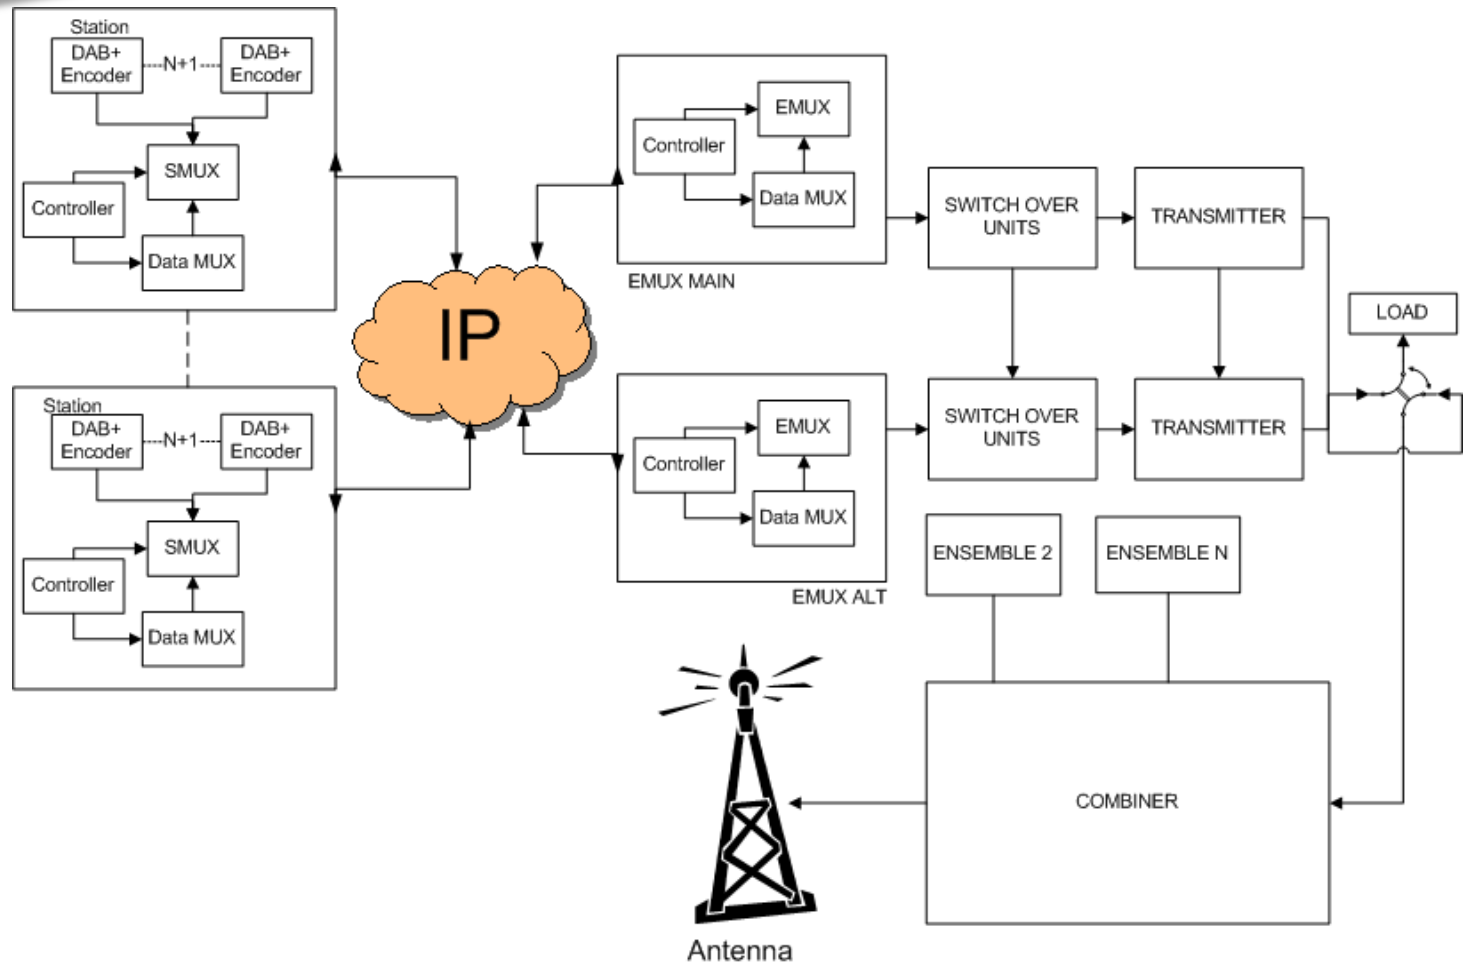 Station
DAB+
Encoder
N+1
DAB+
Encoder
SMUX
Controller
Data MUX
Station
DAB+
Encoder
N+1
DAB+
Encoder
SMUX
Controller
Data MUX
IP
EMUX
Controller
Data MUX
EMUX MAIN
EMUX
Controller
Data MUX
EMUX ALT
SWITCH OVER
UNITS
TRANSMITTER
SWITCH OVER
UNITS
TRANSMITTER
LOAD
ENSEMBLE 2
ENSEMBLE N
COMBINER
Antenna